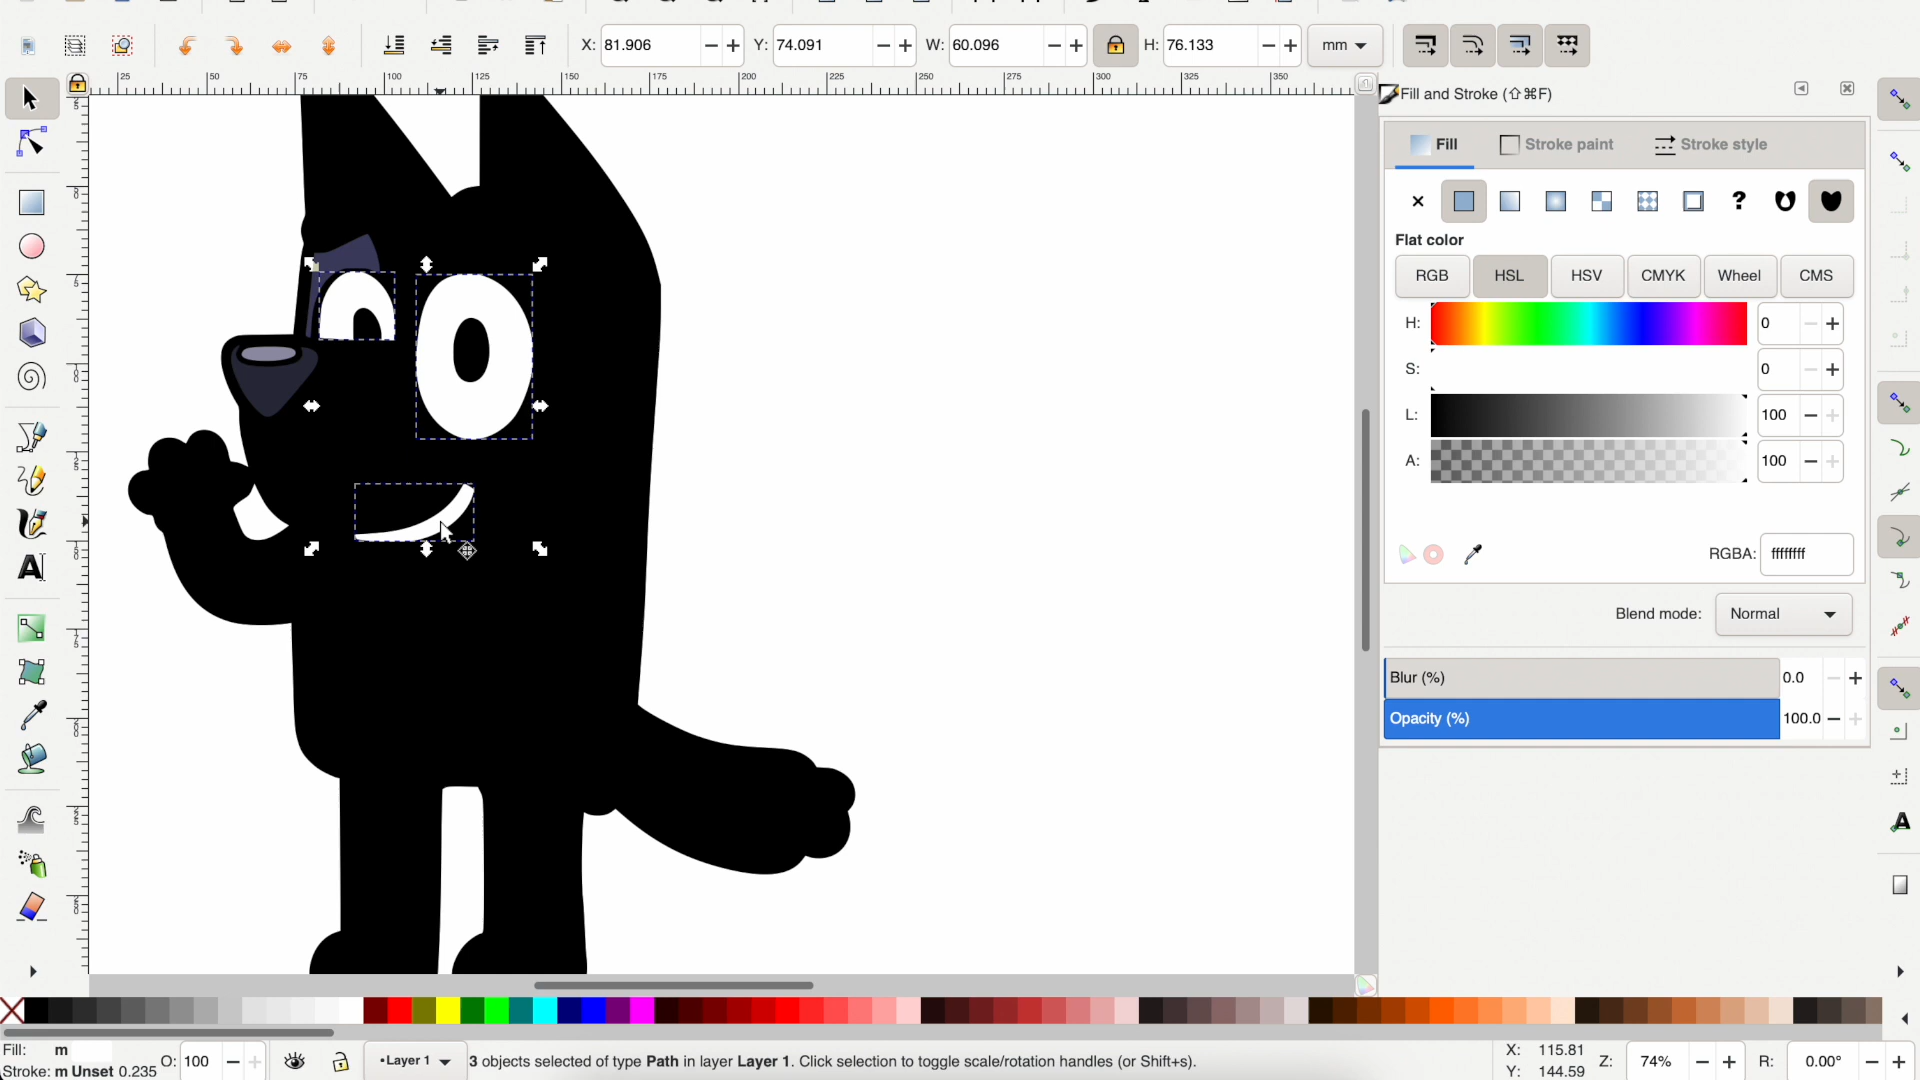 X: 81.906 Y: 74.091 W: 60.096 H: 76.133 mm
25 50 75 100 125 150 175 200 225 250 275 300 325 350
Fill and Stroke (⇧⌘F)
Fill Stroke paint Stroke style
Flat color
RGB HSL HSV CMYK Wheel CMS
H: 0
S: 0
L: 100
A: 100
RGBA: ffffffff
Blend mode: Normal
Blur (%) 0.0
Opacity (%) 100.0
Fill: m O: 100 •Layer 1 3 objects selected of type Path in layer Layer 1. Click selection to toggle scale/rotation handles (or Shift+s). X: 115.81 Z: 74% R: 0.00°
Stroke: m Unset 0.235 Y: 144.59